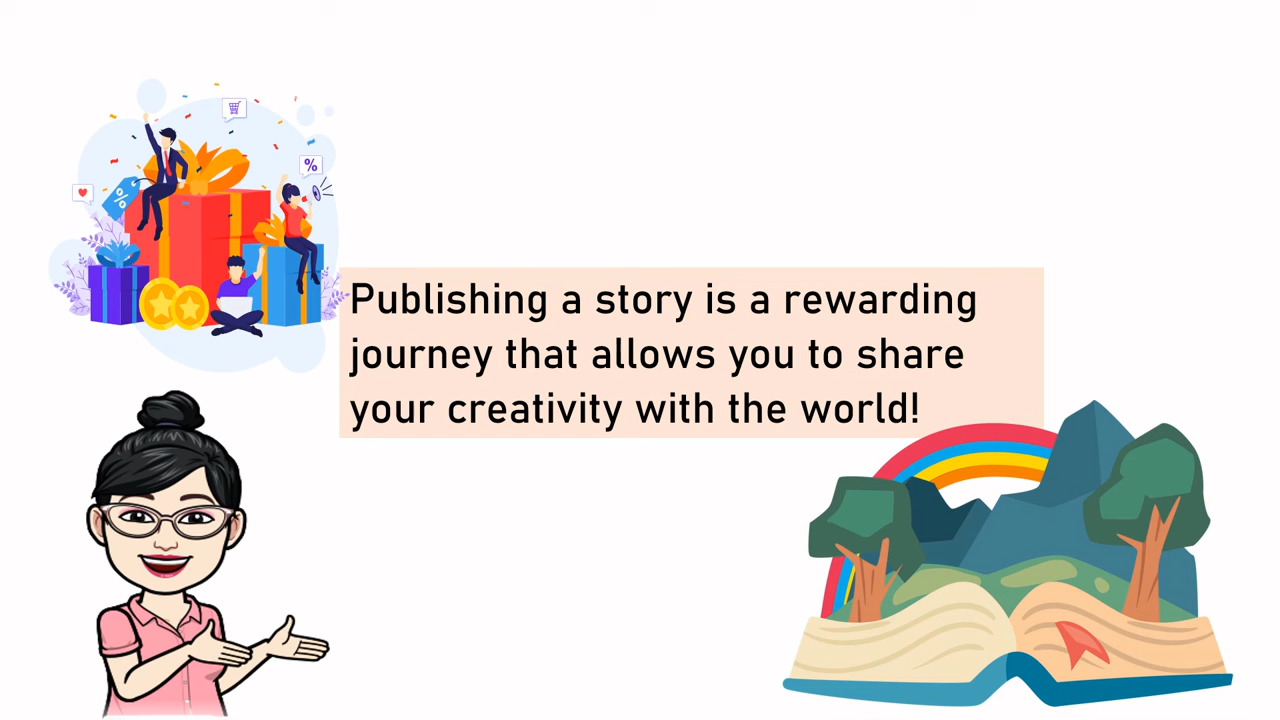 %
%
Publishing a story is a rewarding
journey that allows you to share
your creativity with the world!